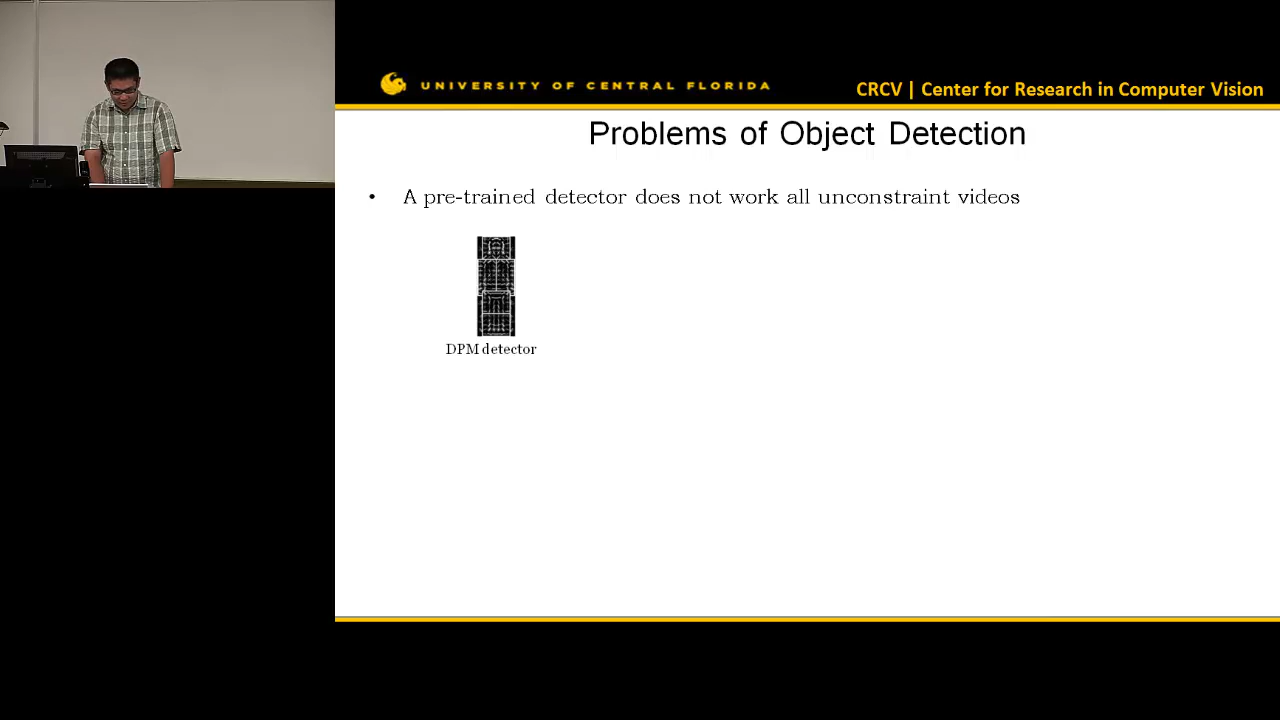 UNIVERSITY OF CENTRAL FLORIDA
CRCV | Center for Research in Computer Vision
Problems of Object Detection
• A pre-trained detector does not work all unconstraint videos
DPM detector